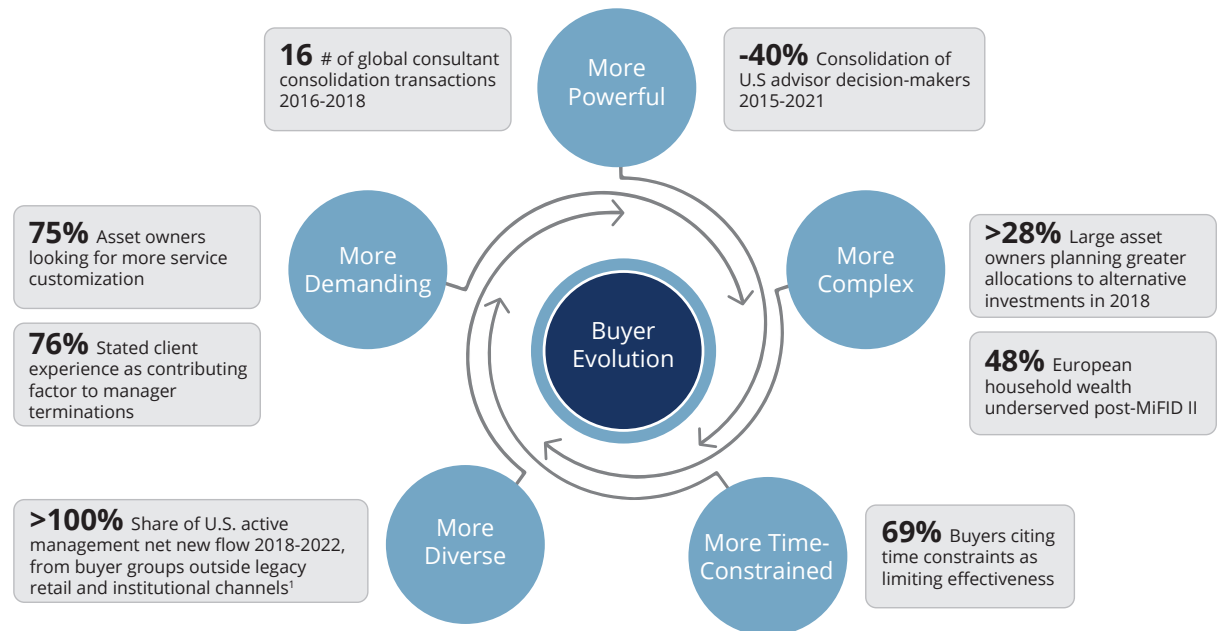 16 # of global consultant
consolidation transactions
2016-2018
More
Powerful
-40% Consolidation of
U.S advisor decision-makers
2015-2021
75% Asset owners
looking for more service
customization
More
Demanding
More
Complex
>28% Large asset
owners planning greater
allocations to alternative
investments in 2018
76% Stated client
experience as contributing
factor to manager
terminations
Buyer
Evolution
48% European
household wealth
underserved post-MiFID II
>100% Share of U.S. active
management net new flow 2018-2022,
from buyer groups outside legacy
retail and institutional channels¹
More
Diverse
More Time-
Constrained
69% Buyers citing
time constraints as
limiting effectiveness